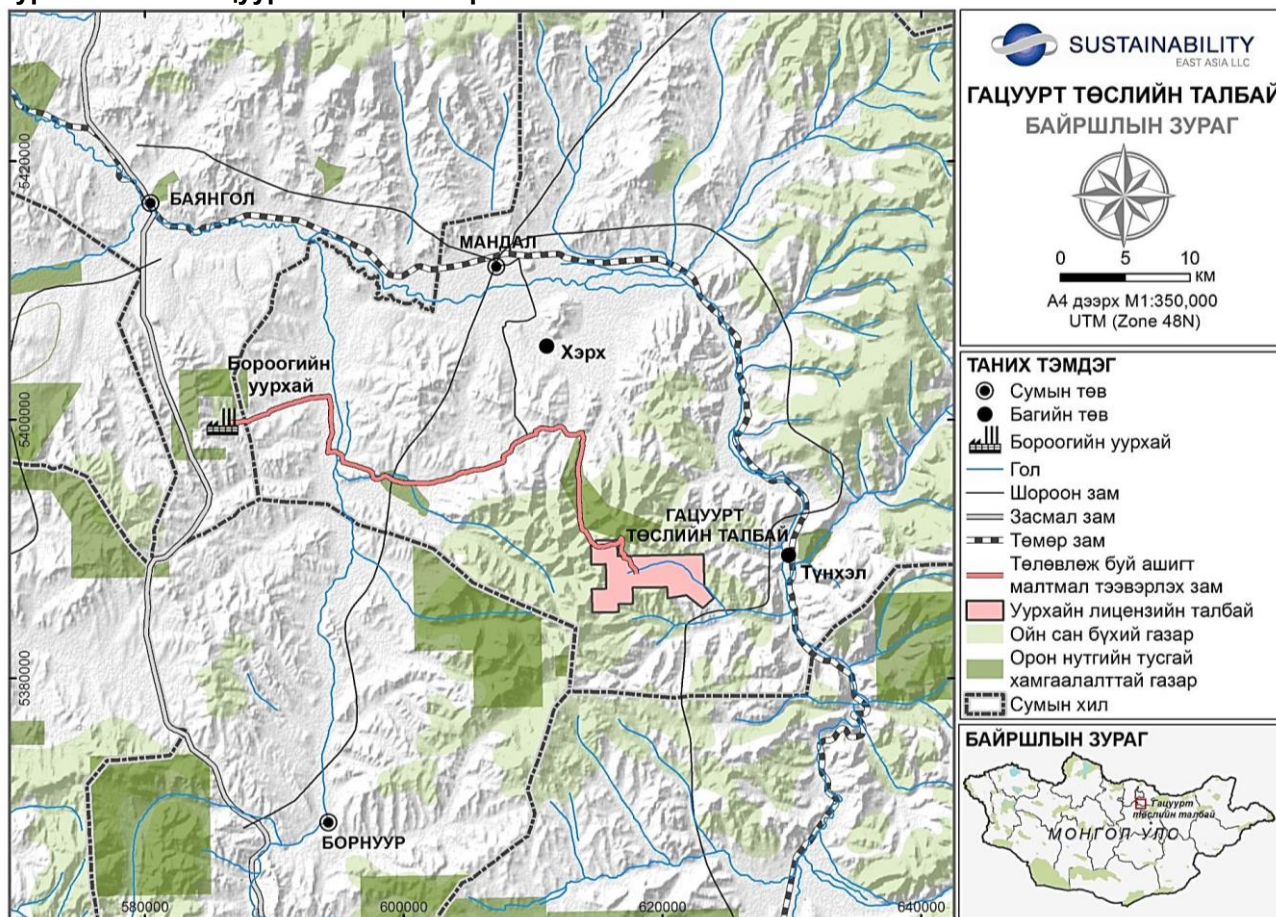 5420000
5400000
5380000
580000
600000
620000
640000
БАЯНГОЛ
МАНДАЛ
Хэрх
Бороогийн
уурхай
ГАЦУУРТ
ТӨСЛИЙН ТАЛБАЙ
Түнхэл
БОРНУУР
SUSTAINABILITY
EAST ASIA LLC
ГАЦУУРТ ТӨСЛИЙН ТАЛБАЙ
БАЙРШЛЫН ЗУРАГ
0 5 10
КМ
А4 дээрх М1:350,000
UTM (Zone 48N)
ТАНИХ ТЭМДЭГ
Сумын төв
Багийн төв
Бороогийн уурхай
Гол
Шороон зам
Засмал зам
Төмөр зам
Төлөвлөж буй ашигт
малтмал тээвэрлэх зам
Уурхайн лицензийн талбай
Ойн сан бүхий газар
Орон нутгийн тусгай
хамгаалалттай газар
Сумын хил
БАЙРШЛЫН ЗУРАГ
Гацуурт
төслийн талбай
МОНГОЛ УЛС